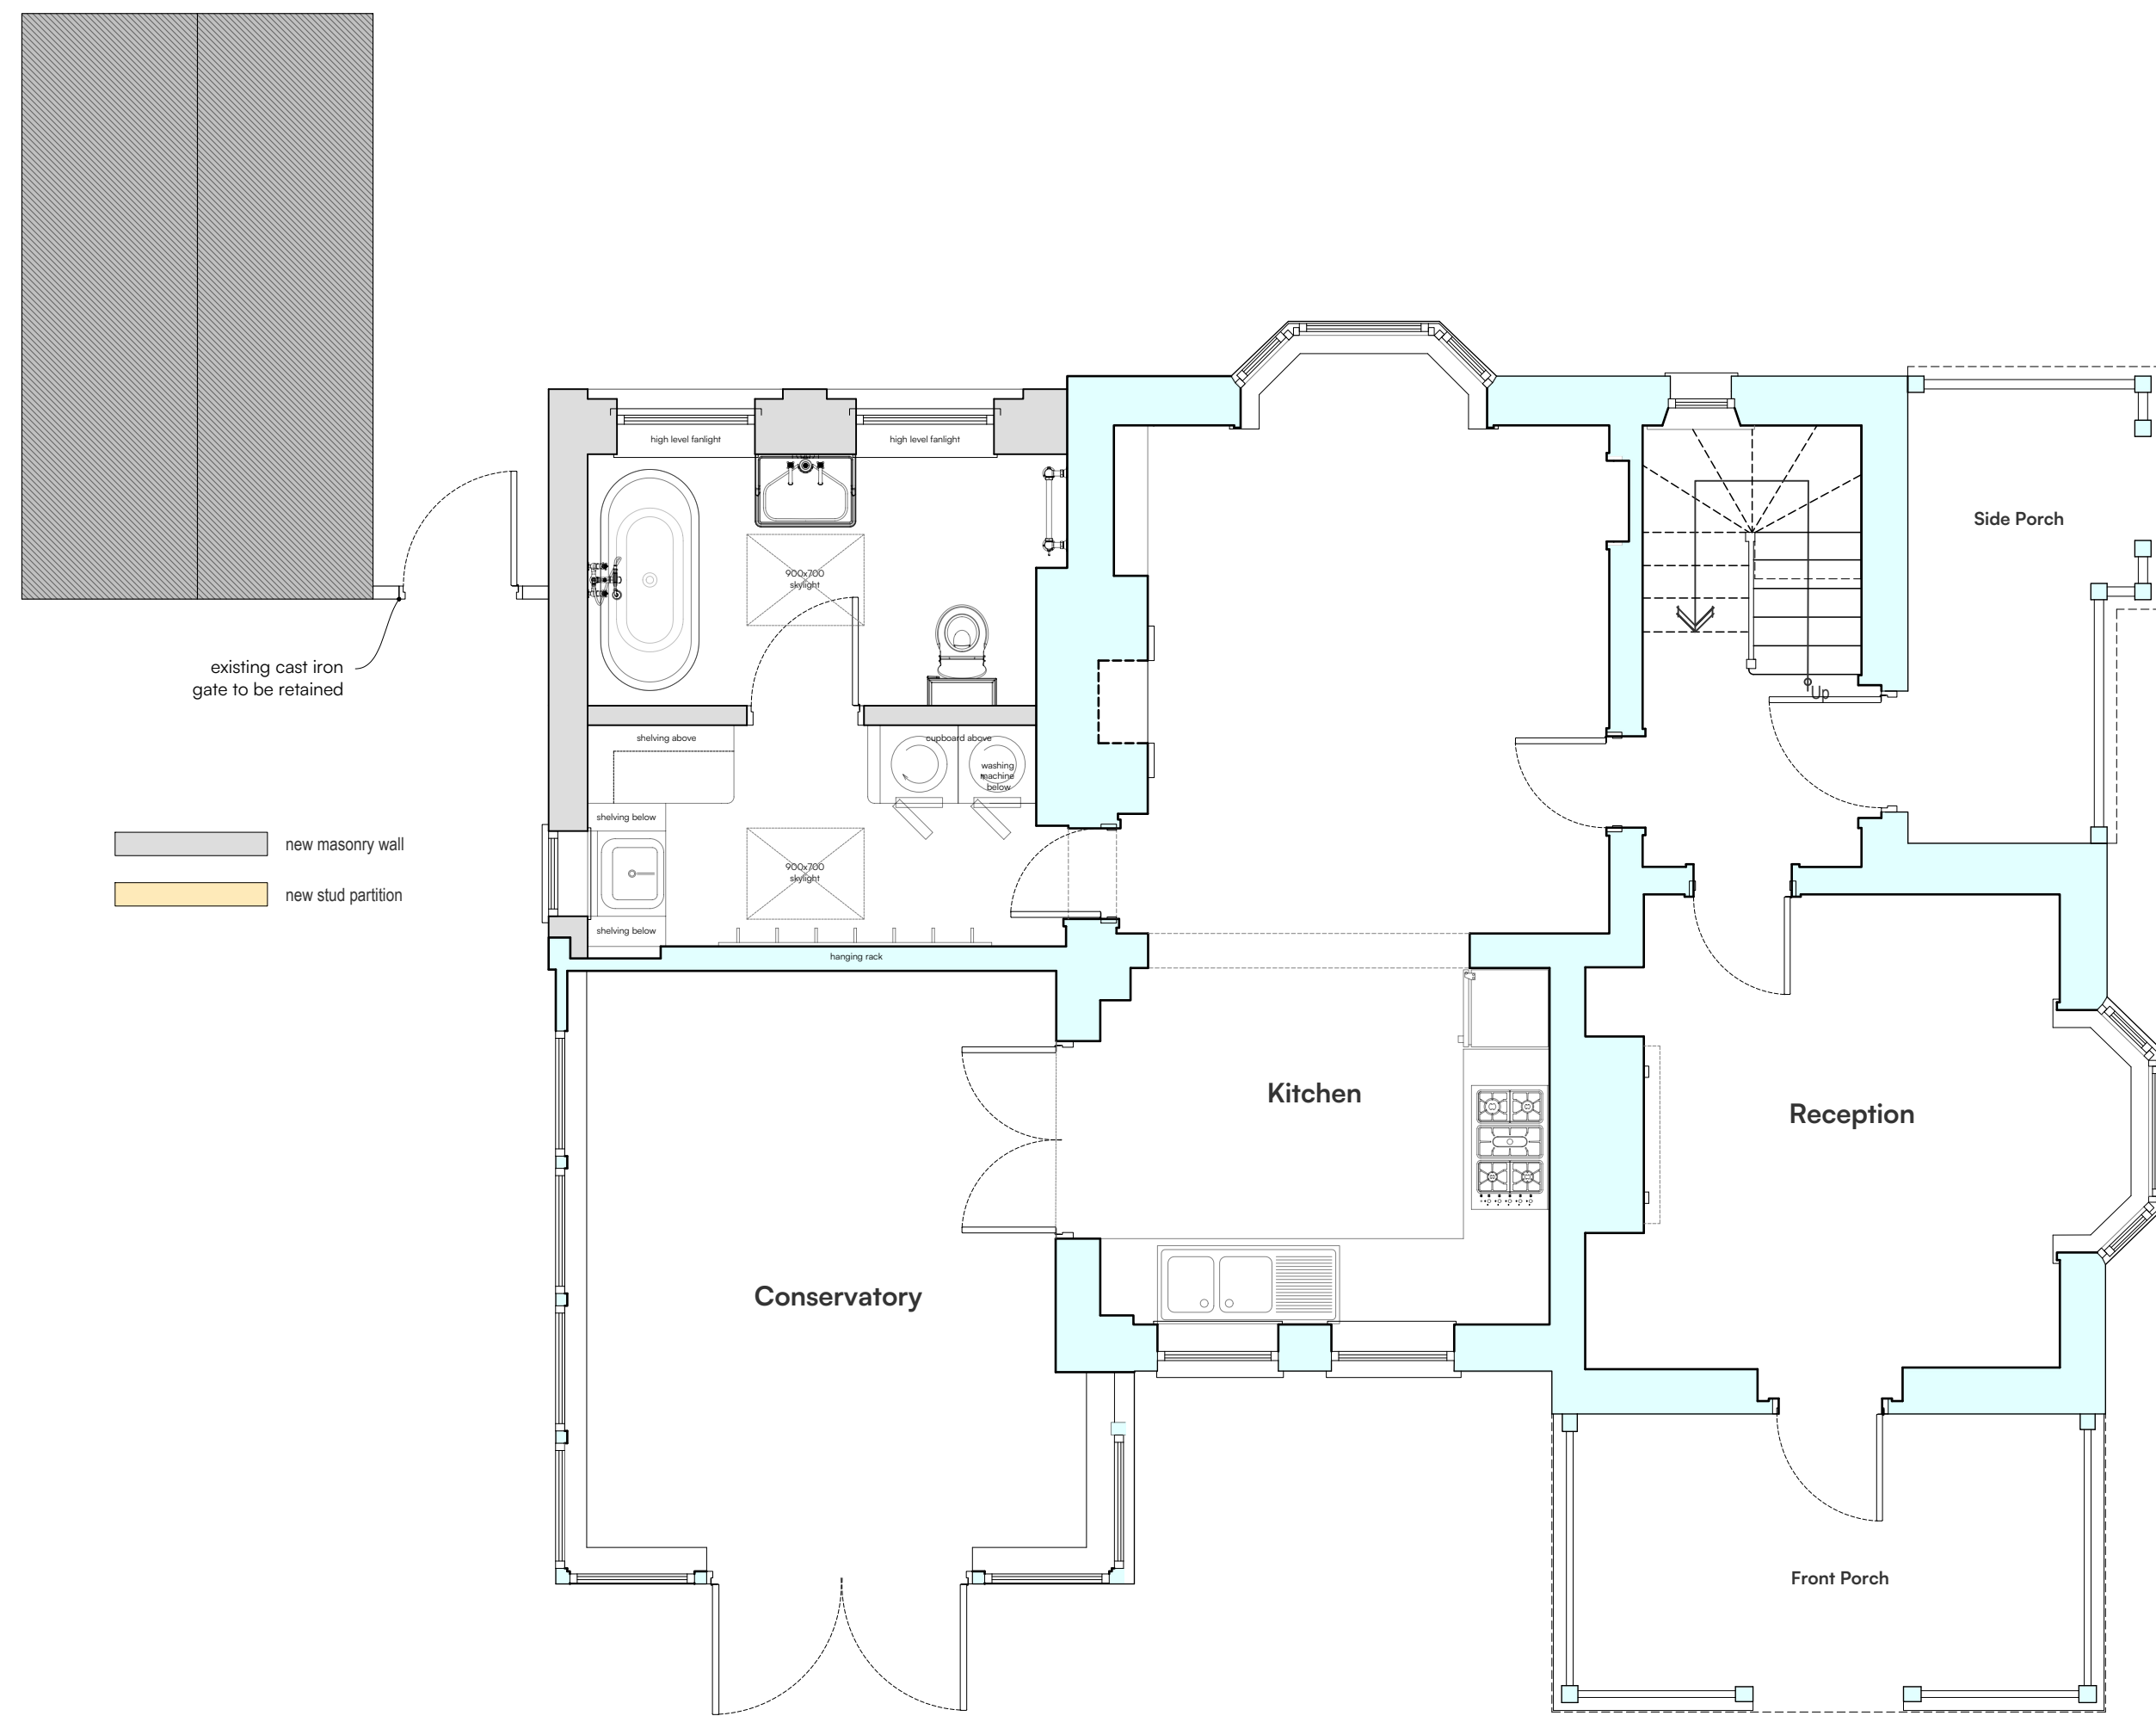 high level fanlight
high level fanlight
Side Porch
900x700
skylight
existing cast iron
gate to be retained
Up
shelving above
cupboard above
washing
machine
below
shelving below
new masonry wall
900x700
skylight
new stud partition
shelving below
hanging rack
Kitchen
Reception
Conservatory
Front Porch